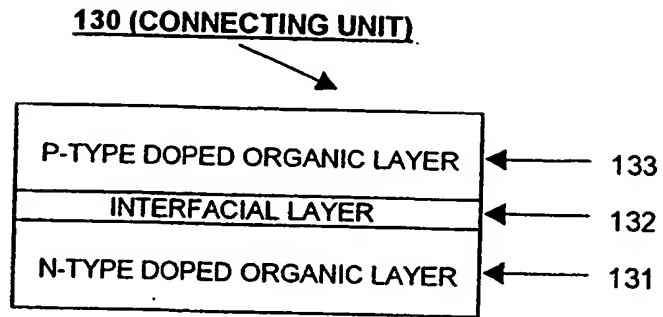 130 (CONNECTING UNIT)
P-TYPE DOPED ORGANIC LAYER 133
INTERFACIAL LAYER 132
N-TYPE DOPED ORGANIC LAYER 131